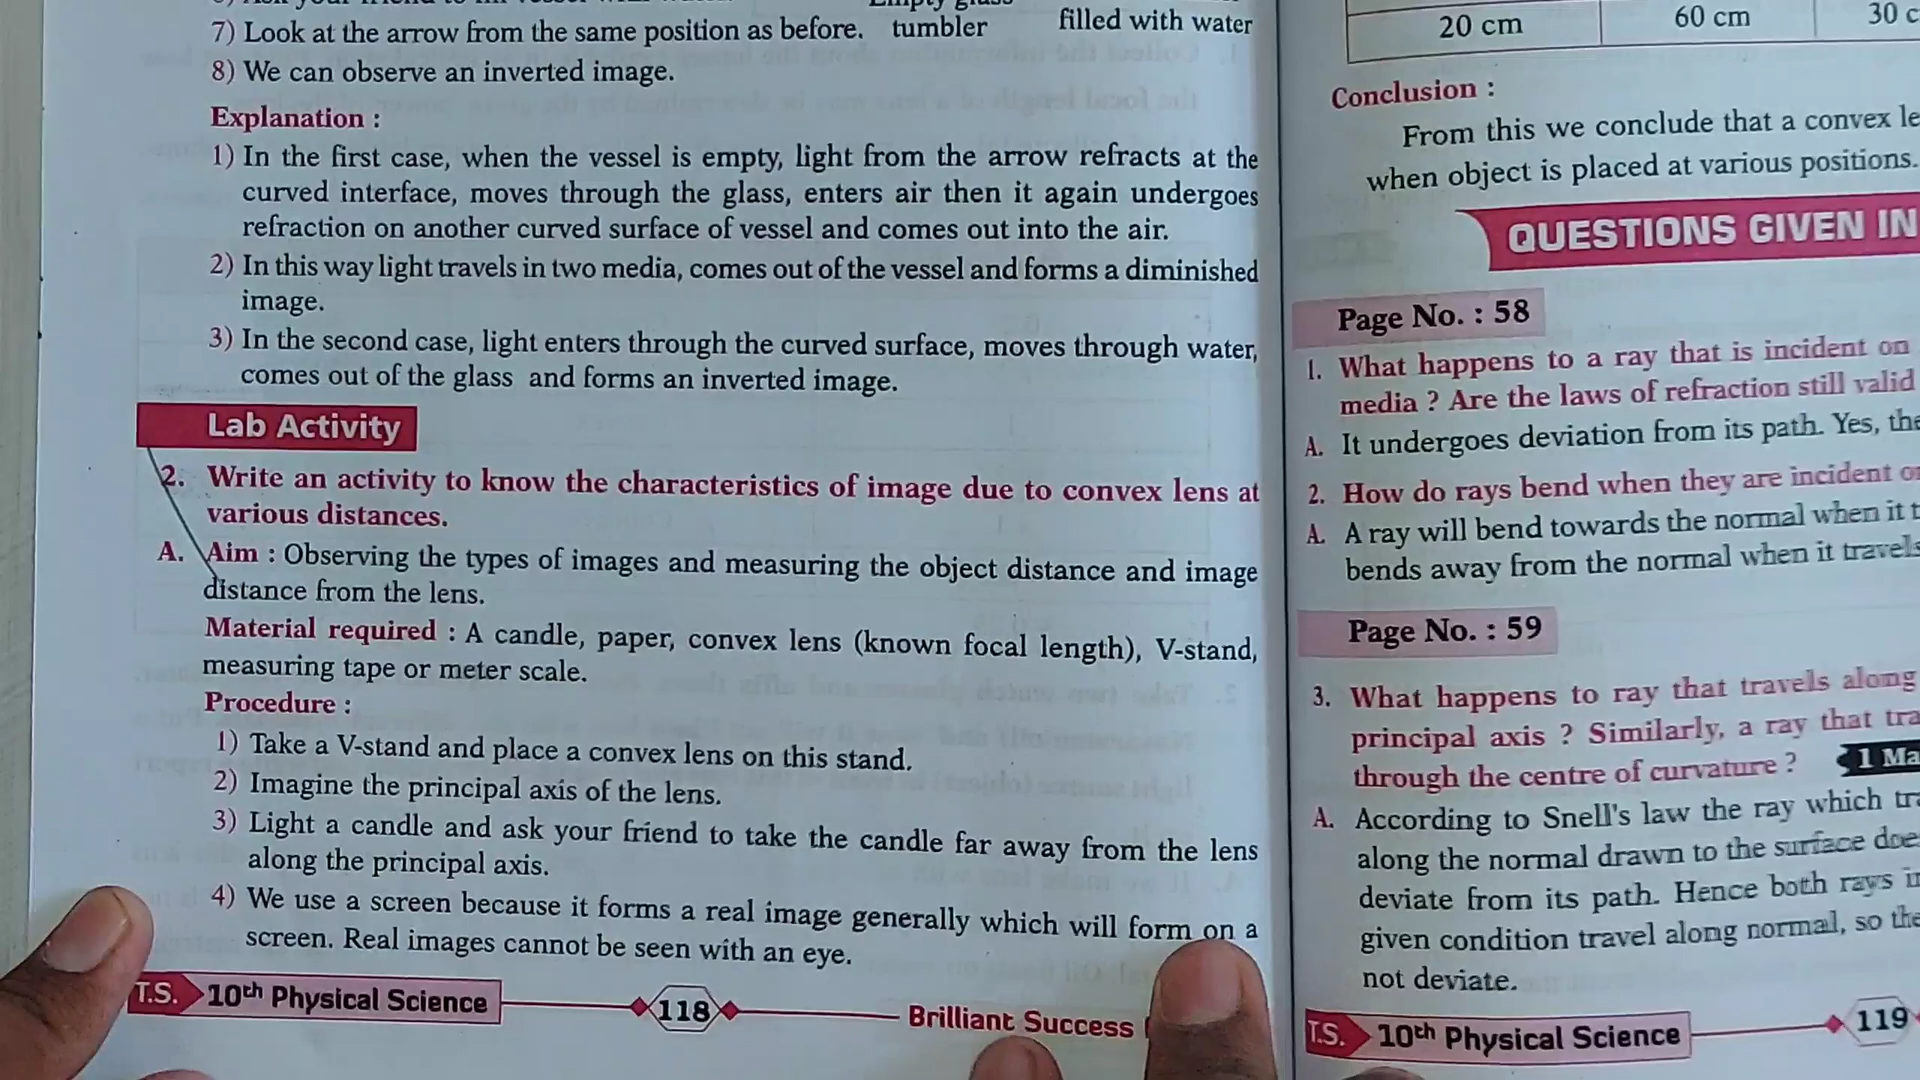 7) Look at the arrow from the same position as before.
tumbler
filled with water
8) We can observe an inverted image.
Explanation :
1) In the first case, when the vessel is empty, light from the arrow refracts at the
curved interface, moves through the glass, enters air then it again undergoes
refraction on another curved surface of vessel and comes out into the air.
2) In this way light travels in two media, comes out of the vessel and forms a diminished
image.
3) In the second case, light enters through the curved surface, moves through water,
comes out of the glass and forms an inverted image.
Lab Activity
2. Write an activity to know the characteristics of image due to convex lens at
various distances.
A. Aim : Observing the types of images and measuring the object distance and image
distance from the lens.
Material required : A candle, paper, convex lens (known focal length), V-stand,
measuring tape or meter scale.
Procedure :
1) Take a V-stand and place a convex lens on this stand.
2) Imagine the principal axis of the lens.
3) Light a candle and ask your friend to take the candle far away from the lens
along the principal axis.
4) We use a screen because it forms a real image generally which will form on a
screen. Real images cannot be seen with an eye.
T.S. 10th Physical Science
118
Brilliant Success
20 cm 60 cm 30
Conclusion :
From this we conclude that a convex
when object is placed at various positions.
QUESTIONS GIVEN IN
Page No. : 58
1. What happens to a ray that is incident on
media ? Are the laws of refraction still valid
A. It undergoes deviation from its path. Yes,
2. How do rays bend when they are incident
A. A ray will bend towards the normal when it
bends away from the normal when it
Page No. : 59
3. What happens to ray that travels along
principal axis ? Similarly, a ray that
through the centre of curvature ? 1
A. According to Snell's law the ray which
along the normal drawn to the surface
deviate from its path. Hence both rays
given condition travel along normal, so
not deviate.
T.S. 10th Physical Science
119